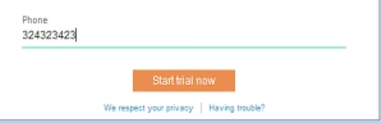 Phone
324323423
Start trial now
We respect your privacy | Having trouble?